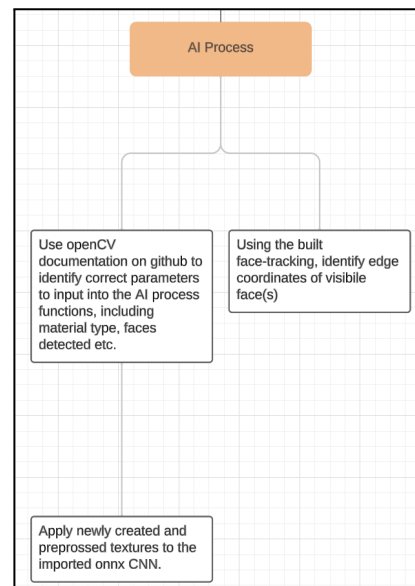 AI Process
Use openCV
documentation on github to
identify correct parameters
to input into the AI process
functions, including
material type, faces
detected etc.
Using the built
face-tracking, identify edge
coordinates of visibile
face(s)
Apply newly created and
preprossed textures to the
imported onnx CNN.